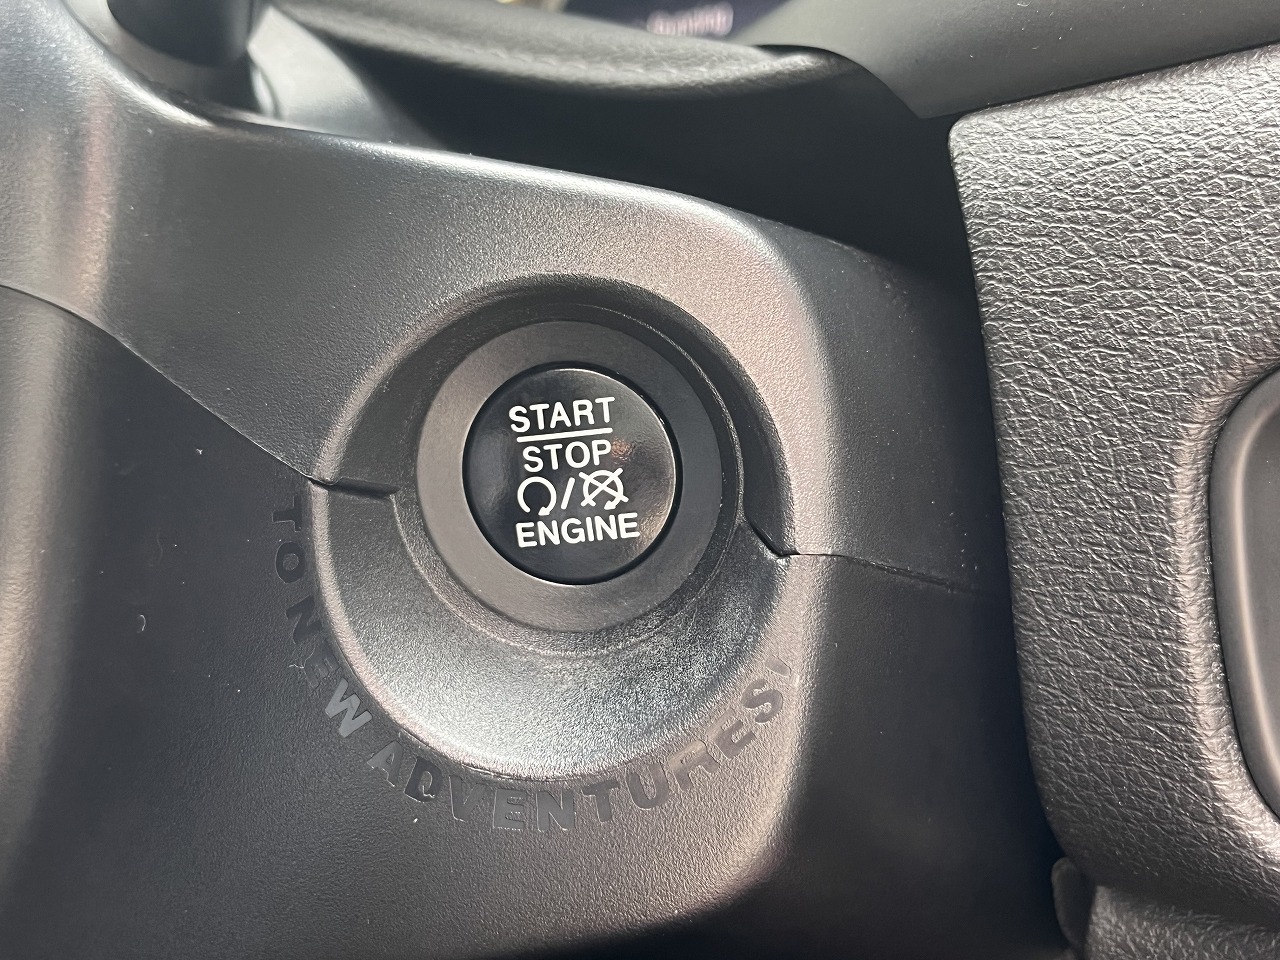 START
STOP
ENGINE
TO NEW ADVENTURES!